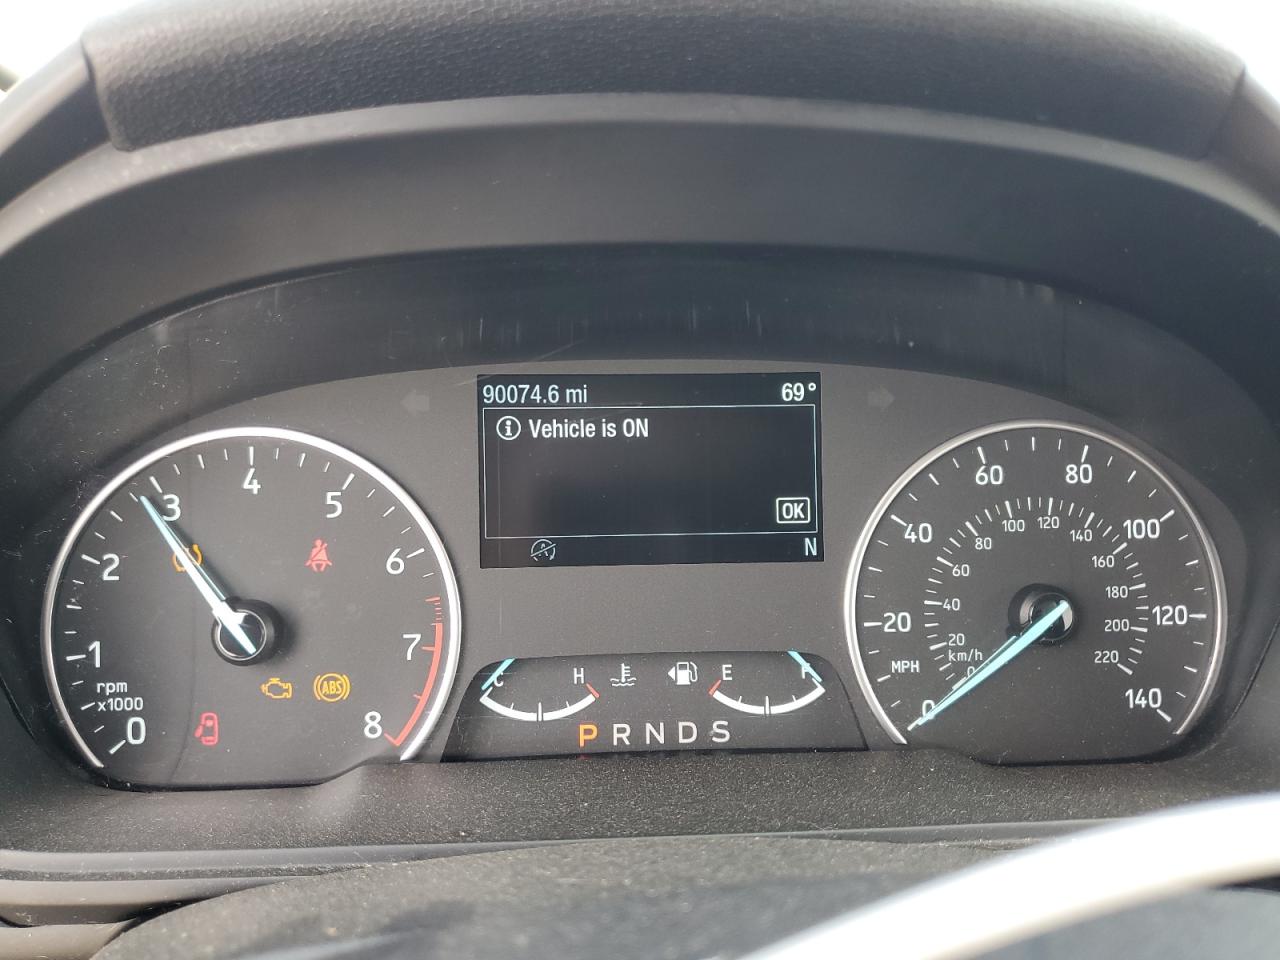 90074.6 mi 69°
Vehicle is ON
OK
N
0 1 2 3 4 5 6 7 8
rpm
x1000
ABS
C H
E F
P R N D S
0 20 40 60 80 100 120 140
MPH
0 20 40 60 80 100 120 140 160 180 200 220
km/h